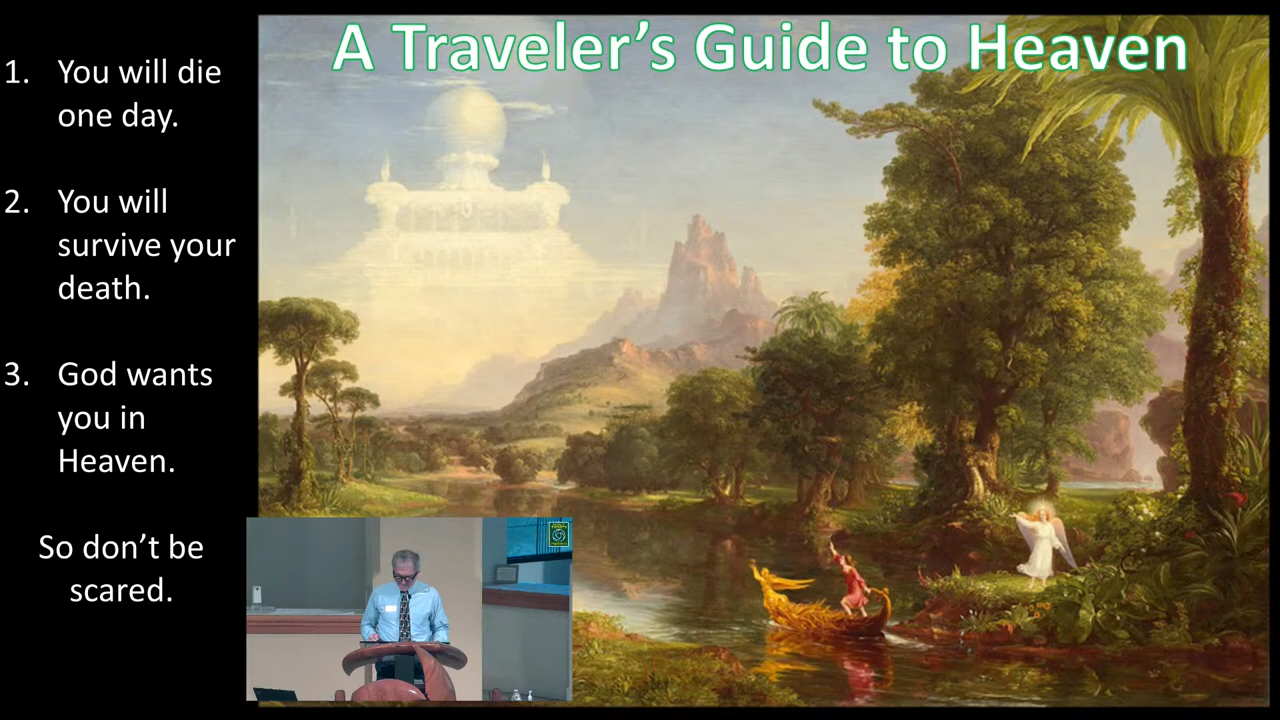 A Traveler's Guide to Heaven
1. You will die
one day.
2. You will
survive your
death.
3. God wants
you in
Heaven.
So don't be
scared.